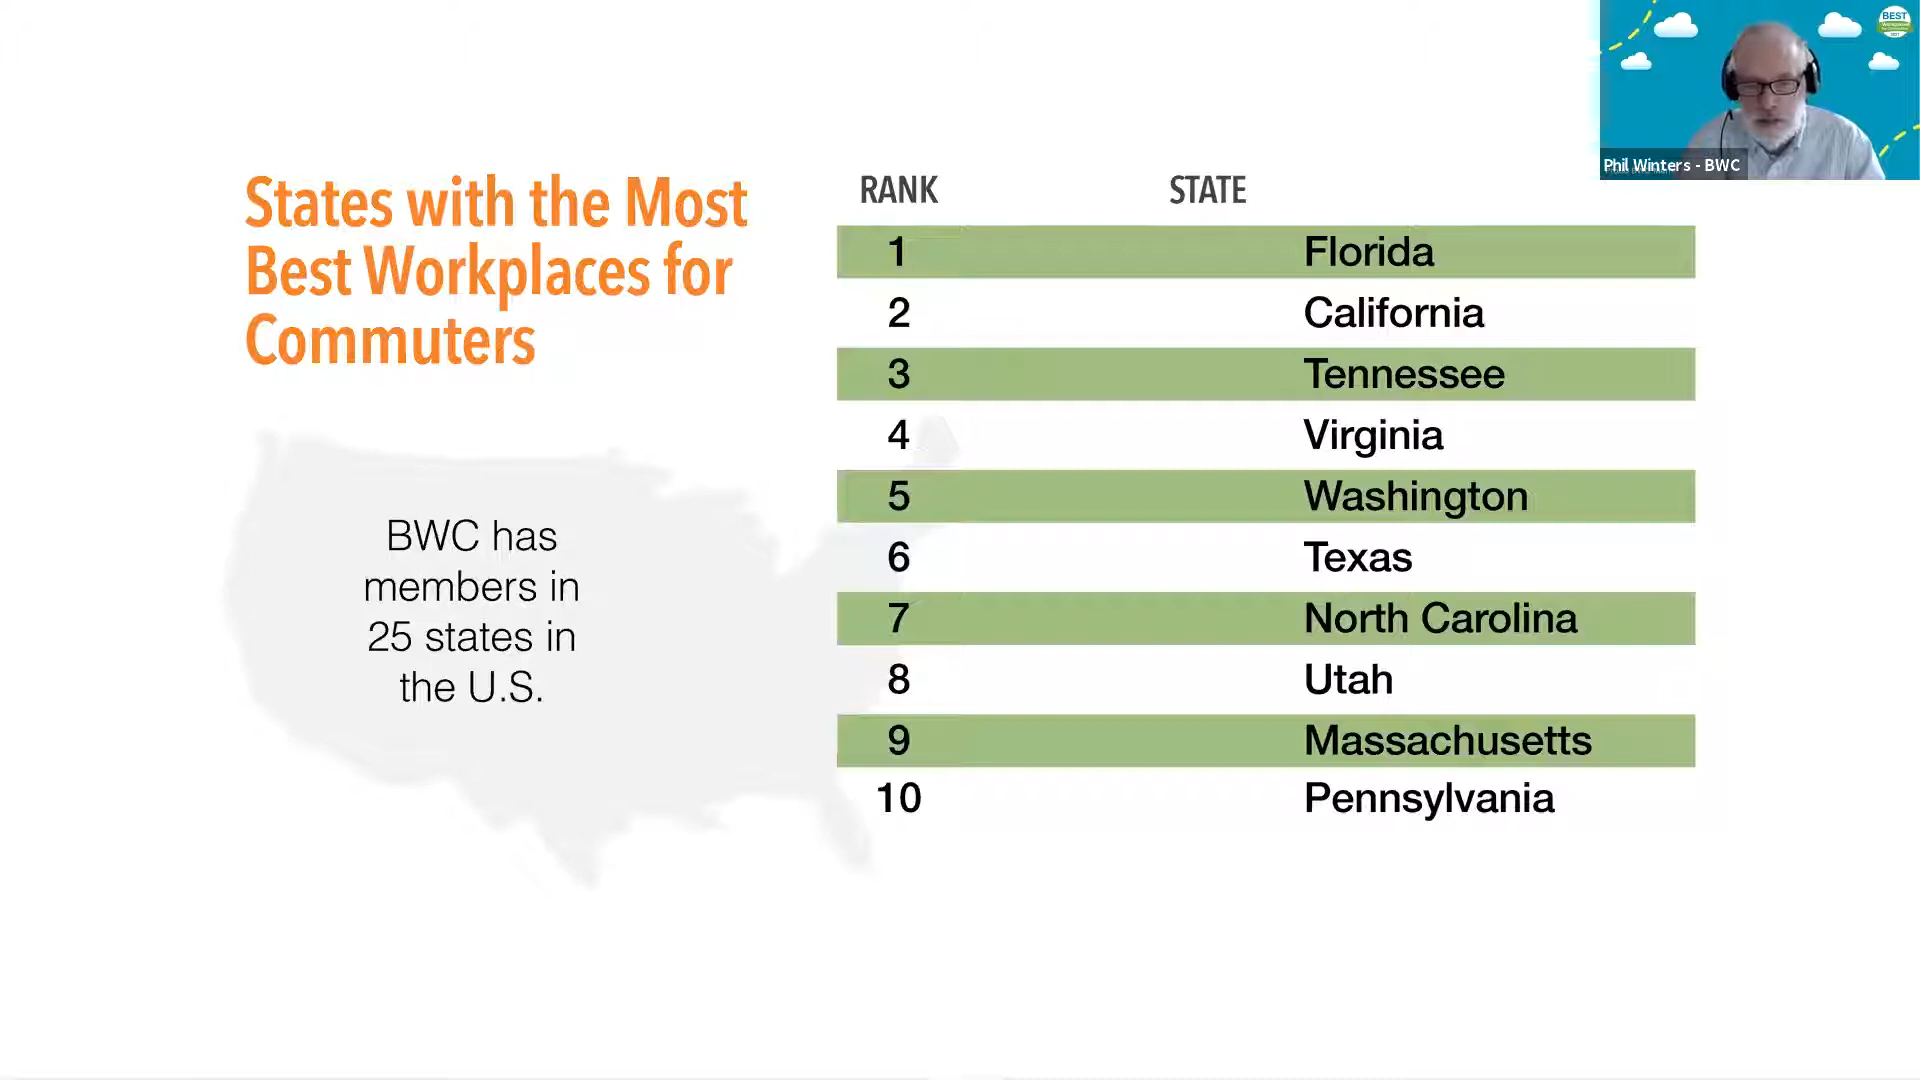 States with the Most
Best Workplaces for
Commuters
BWC has
members in
25 states in
the U.S.
RANK STATE
1 Florida
2 California
3 Tennessee
4 Virginia
5 Washington
6 Texas
7 North Carolina
8 Utah
9 Massachusetts
10 Pennsylvania
BEST
Phil Winters - BWC